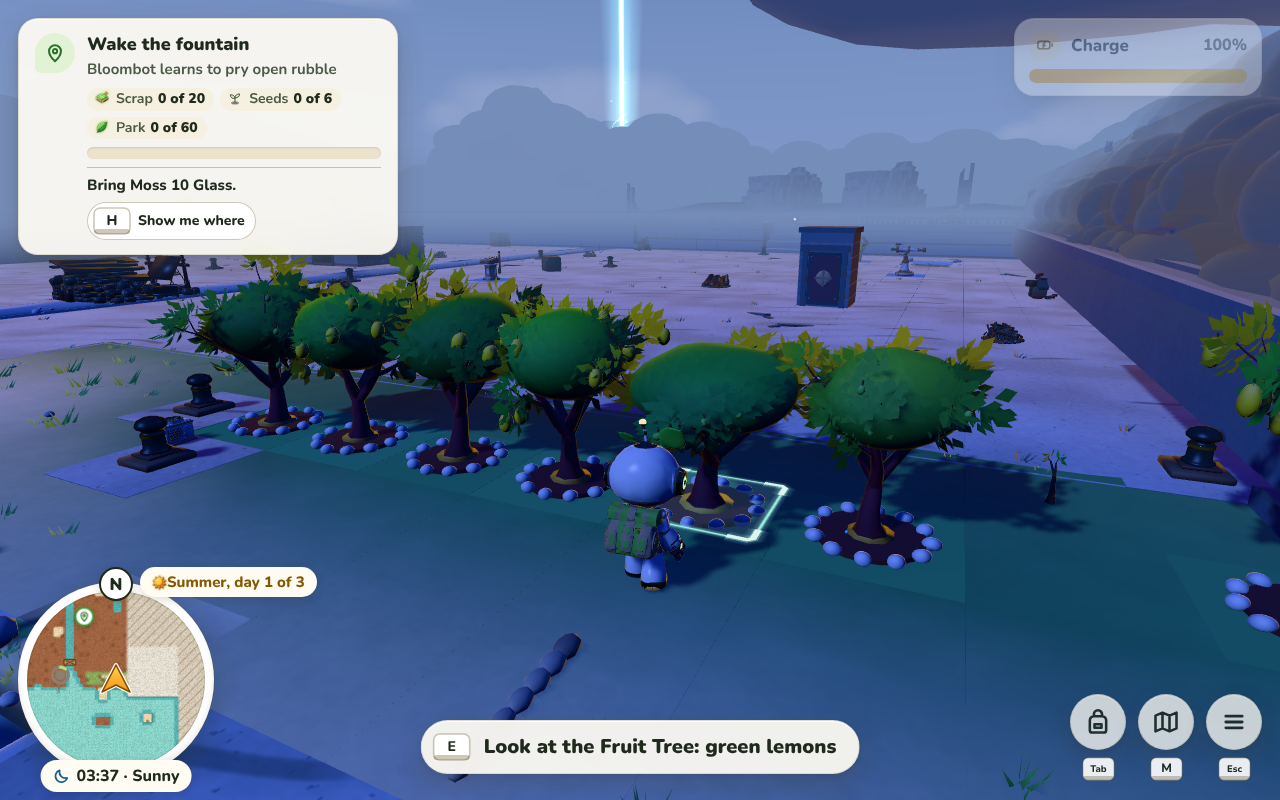 Wake the fountain
Bloombot learns to pry open rubble
Scrap 0 of 20 Seeds 0 of 6
Park 0 of 60
Bring Moss 10 Glass.
H Show me where
Charge 100%
N
Summer, day 1 of 3
03:37 · Sunny
E Look at the Fruit Tree: green lemons
Tab M Esc